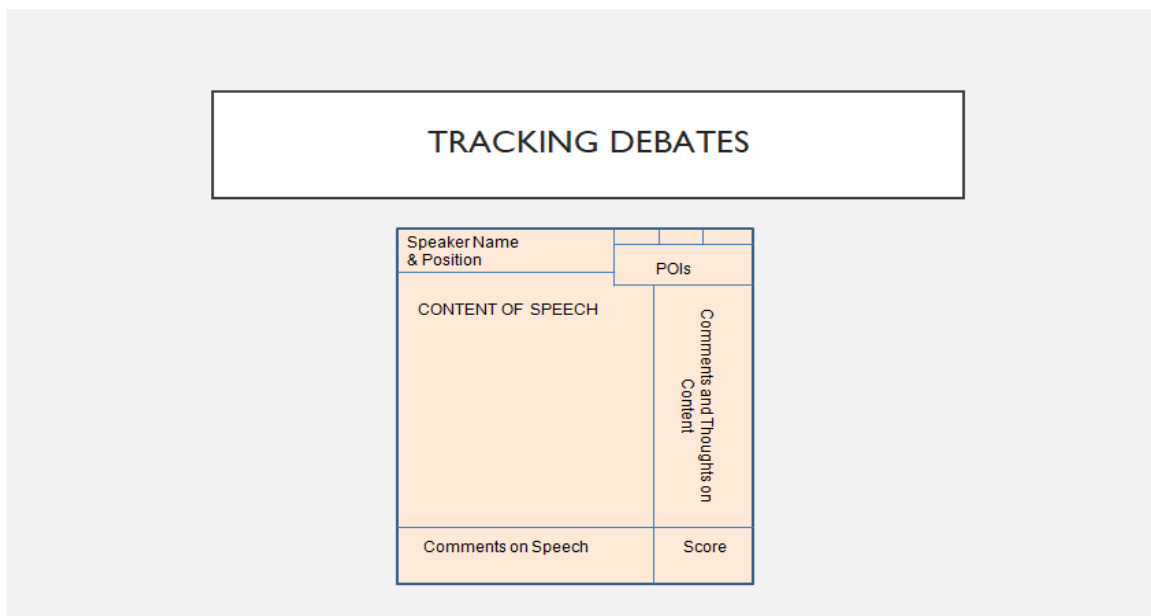 TRACKING DEBATES
Speaker Name
& Position
POIs
CONTENT OF SPEECH
Comments and Thoughts on
Content
Comments on Speech
Score